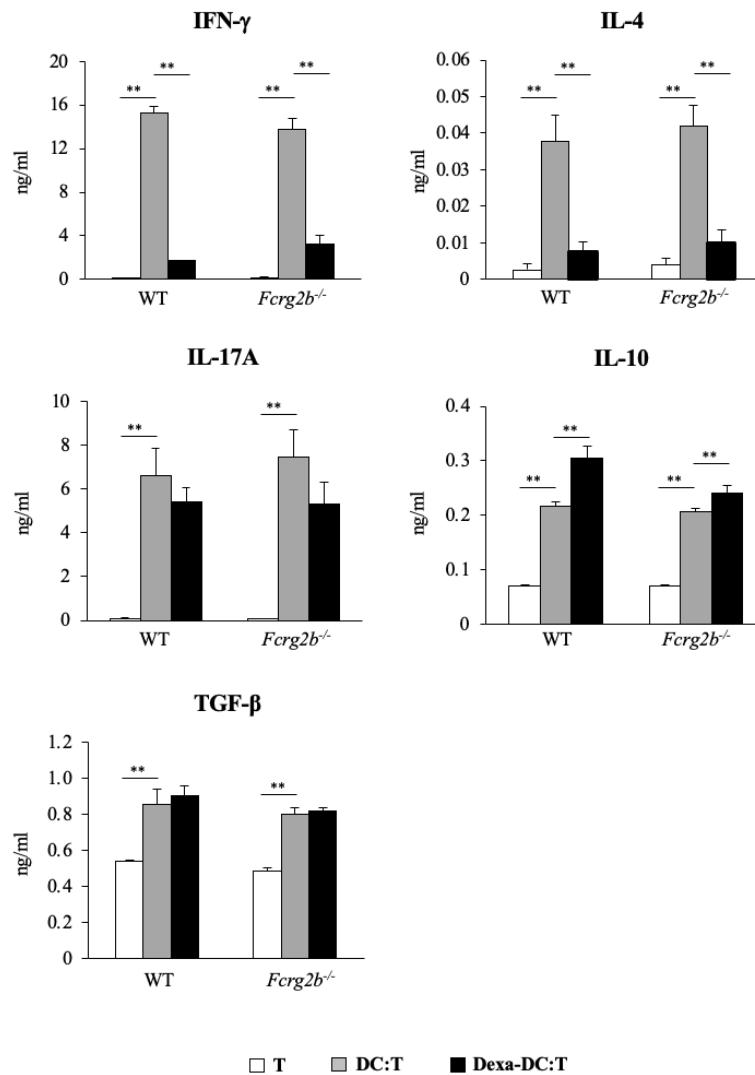 IFN-γ
20
16
12
8
4
0
ng/ml
**
**
**
**
WT
Fcrg2b-/-
IL-4
0.06
0.05
0.04
0.03
0.02
0.01
0
ng/ml
**
**
**
**
WT
Fcrg2b-/-
IL-17A
10
8
6
4
2
0
ng/ml
**
**
WT
Fcrg2b-/-
IL-10
0.4
0.3
0.2
0.1
0
ng/ml
**
**
**
**
WT
Fcrg2b-/-
TGF-β
1.2
1.0
0.8
0.6
0.4
0.2
0
ng/ml
**
**
WT
Fcrg2b-/-
T DC:T Dexa-DC:T